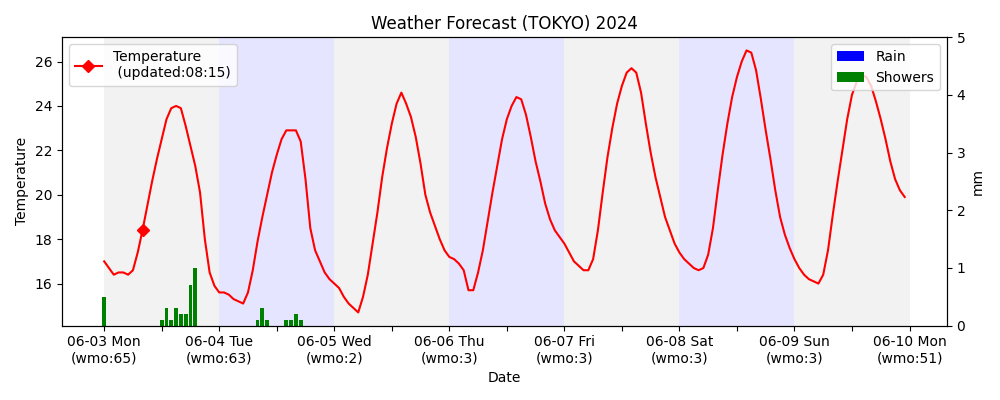 Weather Forecast (TOKYO) 2024
Temperature
(updated:08:15)
Rain
Showers
Temperature
26
24
22
20
18
16
5
4
3
2
1
0
mm
06-03 Mon
(wmo:65)
06-04 Tue
(wmo:63)
06-05 Wed
(wmo:2)
06-06 Thu
(wmo:3)
06-07 Fri
(wmo:3)
06-08 Sat
(wmo:3)
06-09 Sun
(wmo:3)
06-10 Mon
(wmo:51)
Date